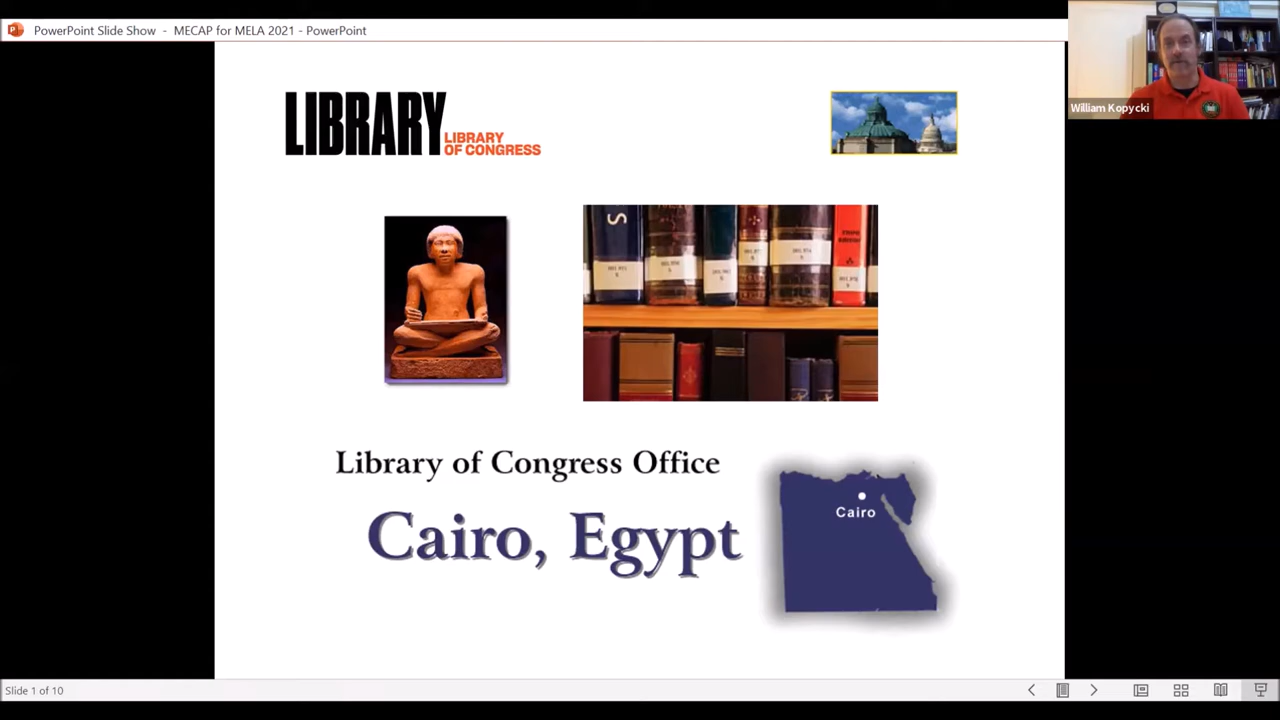 PowerPoint Slide Show - MECAP for MELA 2021 - PowerPoint
William Kopycki
LIBRARY
LIBRARY
OF CONGRESS
Library of Congress Office
Cairo, Egypt
Cairo
Slide 1 of 10